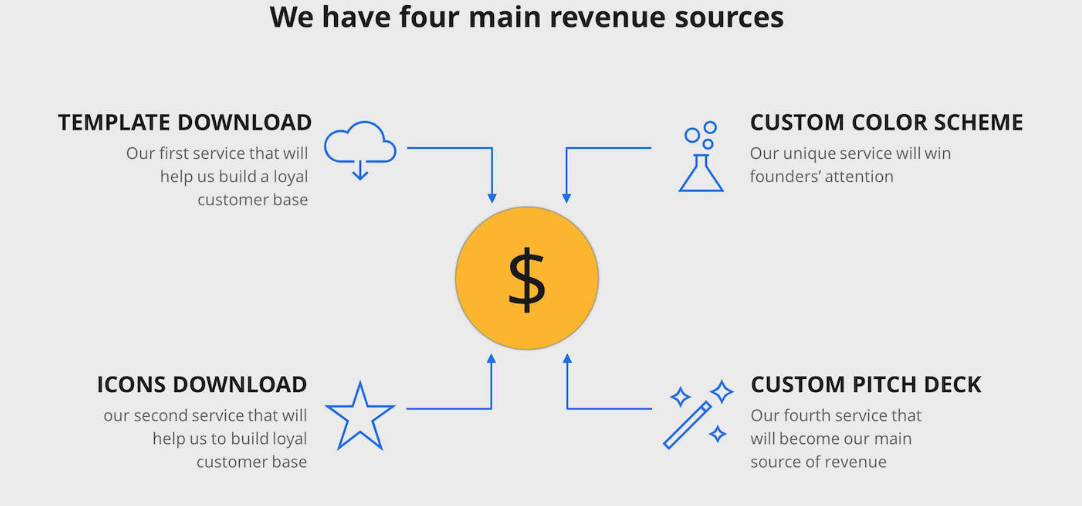 We have four main revenue sources
TEMPLATE DOWNLOAD
Our first service that will
help us build a loyal
customer base
CUSTOM COLOR SCHEME
Our unique service will win
founders’ attention
$
ICONS DOWNLOAD
our second service that will
help us to build loyal
customer base
CUSTOM PITCH DECK
Our fourth service that
will become our main
source of revenue